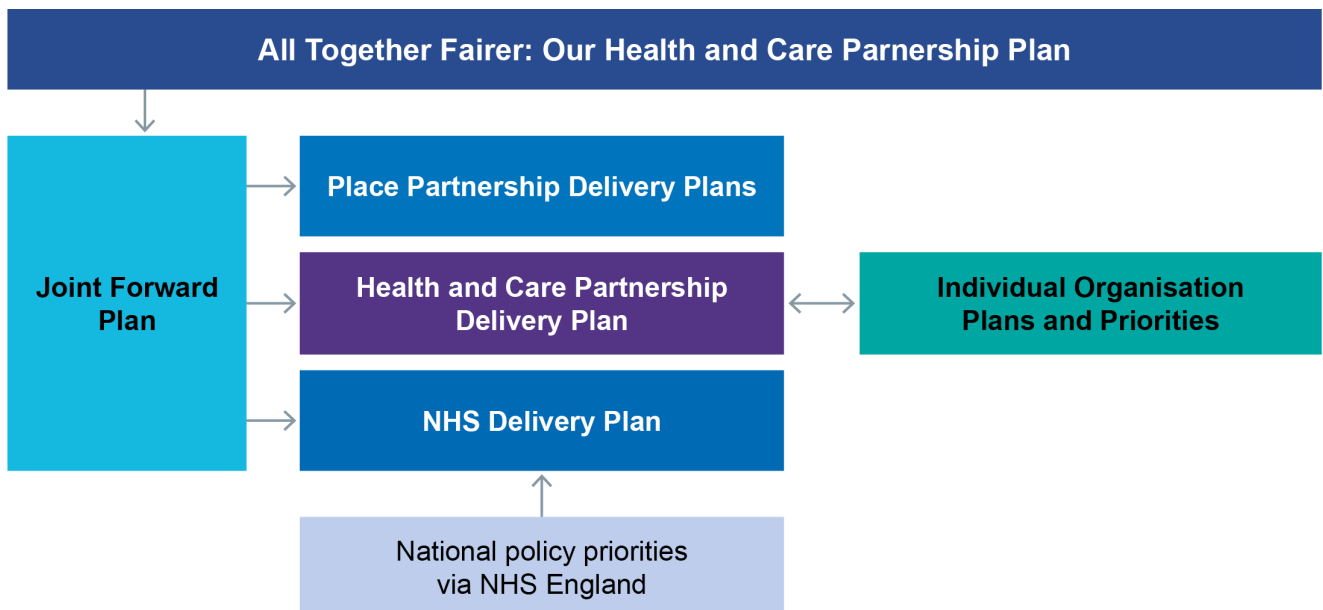 All Together Fairer: Our Health and Care Parnership Plan
Joint Forward
Plan
Place Partnership Delivery Plans
Health and Care Partnership
Delivery Plan
Individual Organisation
Plans and Priorities
NHS Delivery Plan
National policy priorities
via NHS England